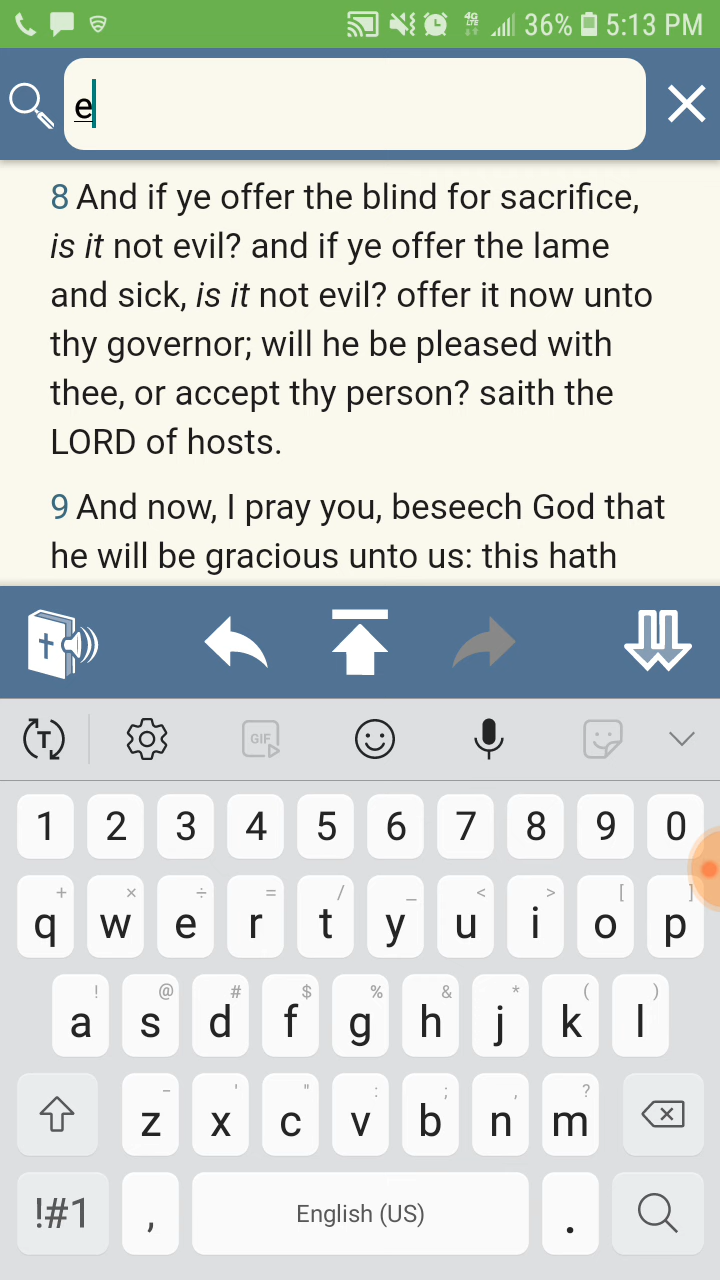 4G LTE 36% 5:13 PM
e
8 And if ye offer the blind for sacrifice,
is it not evil? and if ye offer the lame
and sick, is it not evil? offer it now unto
thy governor; will he be pleased with
thee, or accept thy person? saith the
LORD of hosts.
9 And now, I pray you, beseech God that
he will be gracious unto us: this hath
T GIF
1 2 3 4 5 6 7 8 9 0
+ × ÷ = / _ < > [ ]
q w e r t y u i o p
! @ # $ % & * ( )
a s d f g h j k l
- ' " : ; , ?
z x c v b n m
!#1 , English (US) .